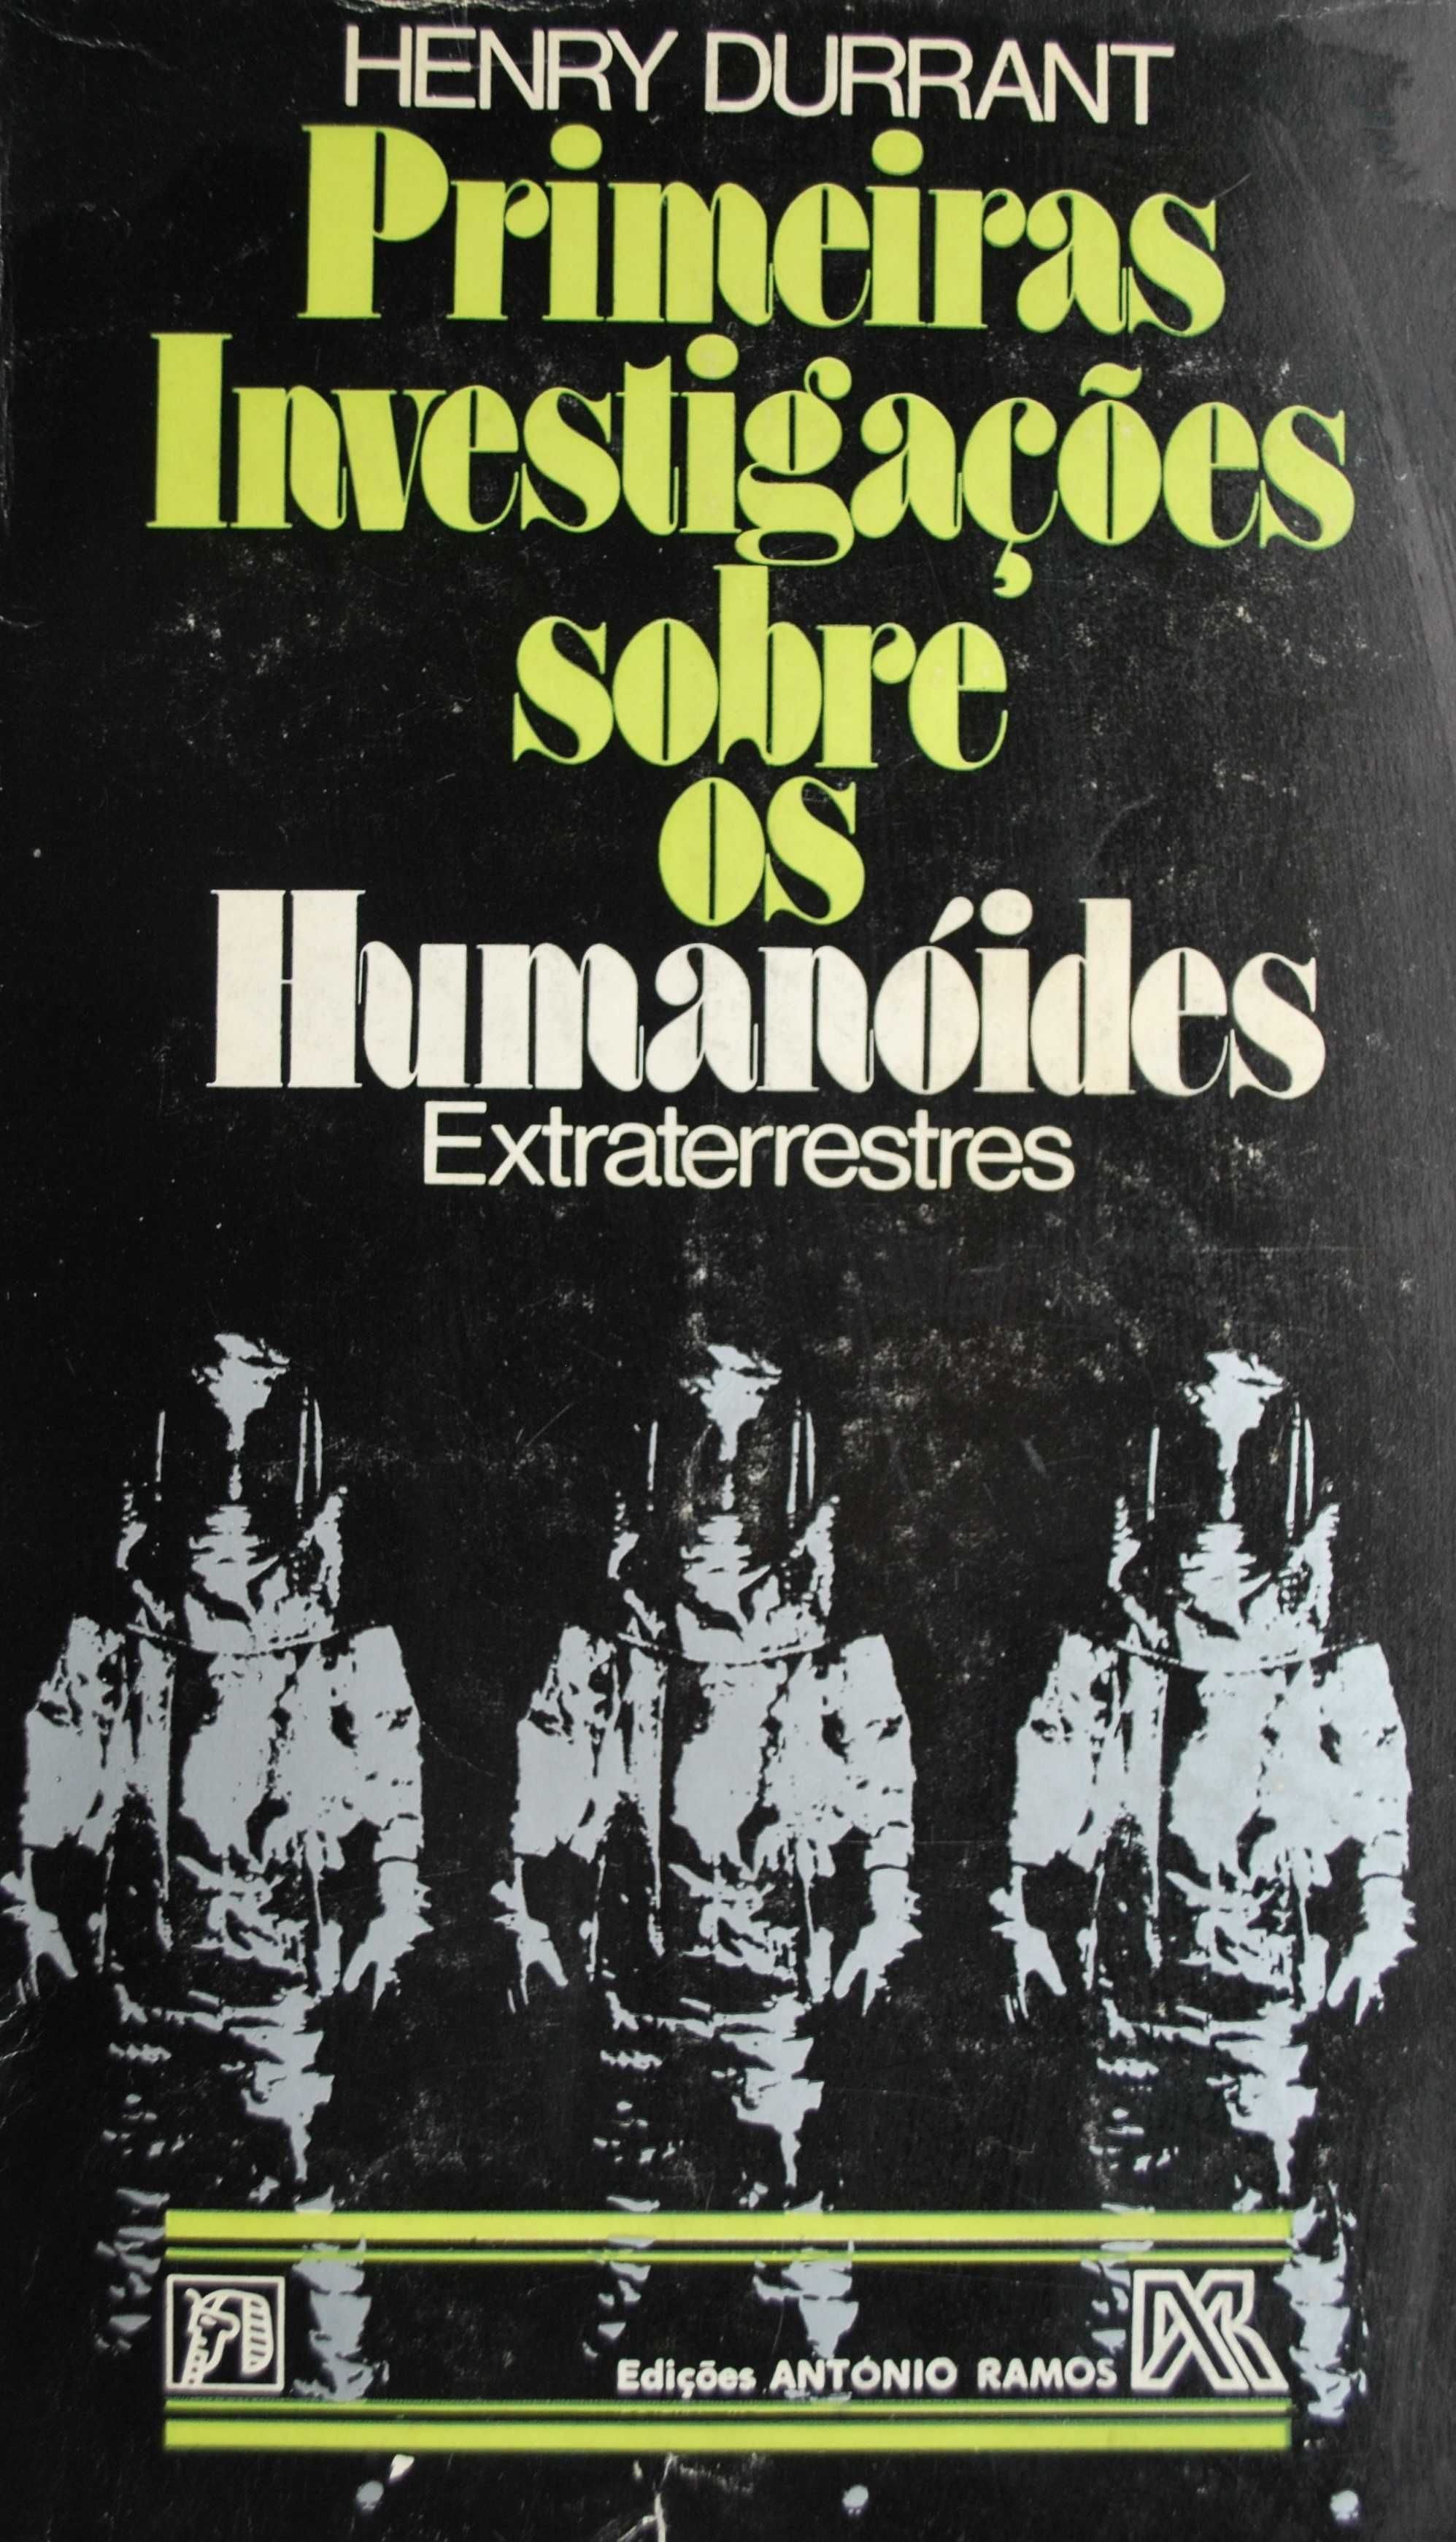 HENRY DURRANT
Primeiras
Investigações
sobre
os
Humanóides
Extraterrestres
Edições ANTÓNIO RAMOS